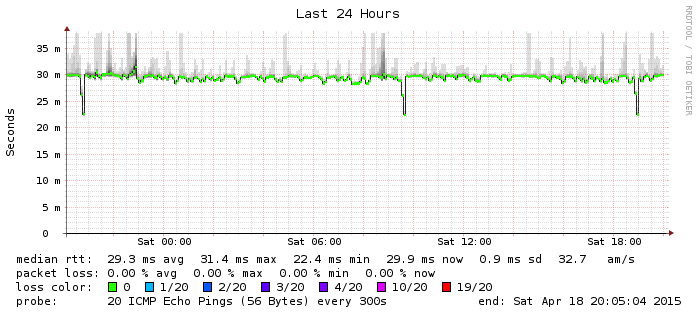 Last 24 Hours
RRDTOOL / TOBI OETIKER
Seconds
35 m
30 m
25 m
20 m
15 m
10 m
5 m
0
Sat 00:00 Sat 06:00 Sat 12:00 Sat 18:00
median rtt: 29.3 ms avg 31.4 ms max 22.4 ms min 29.9 ms now 0.9 ms sd 32.7 am/s
packet loss: 0.00 % avg 0.00 % max 0.00 % min 0.00 % now
loss color: 0 1/20 2/20 3/20 4/20 10/20 19/20
probe: 20 ICMP Echo Pings (56 Bytes) every 300s end: Sat Apr 18 20:05:04 2015